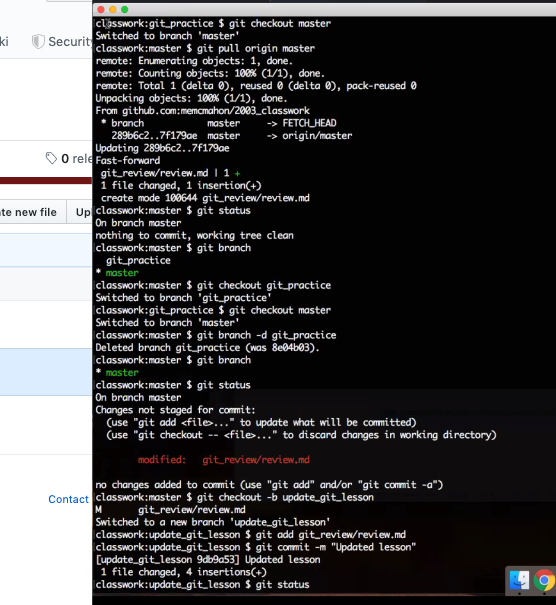 ki
Security
0 rele
ate new file
Up
Contact
classwork:git_practice $ git checkout master
Switched to branch 'master'
classwork:master $ git pull origin master
remote: Enumerating objects: 1, done.
remote: Counting objects: 100% (1/1), done.
remote: Total 1 (delta 0), reused 0 (delta 0), pack-reused 0
Unpacking objects: 100% (1/1), done.
From github.com:memcmahon/2003_classwork
 * branch            master     -> FETCH_HEAD
   289b6c2..7f179ae  master     -> origin/master
Updating 289b6c2..7f179ae
Fast-forward
 git_review/review.md | 1 +
 1 file changed, 1 insertion(+)
 create mode 100644 git_review/review.md
classwork:master $ git status
On branch master
nothing to commit, working tree clean
classwork:master $ git branch
  git_practice
* master
classwork:master $ git checkout git_practice
Switched to branch 'git_practice'
classwork:git_practice $ git checkout master
Switched to branch 'master'
classwork:master $ git branch -d git_practice
Deleted branch git_practice (was 8e04b03).
classwork:master $ git branch
* master
classwork:master $ git status
On branch master
Changes not staged for commit:
  (use "git add <file>..." to update what will be committed)
  (use "git checkout -- <file>..." to discard changes in working directory)
        modified:   git_review/review.md
no changes added to commit (use "git add" and/or "git commit -a")
classwork:master $ git checkout -b update_git_lesson
M       git_review/review.md
Switched to a new branch 'update_git_lesson'
classwork:update_git_lesson $ git add git_review/review.md
classwork:update_git_lesson $ git commit -m "Updated lesson"
[update_git_lesson 9db9a53] Updated lesson
 1 file changed, 4 insertions(+)
classwork:update_git_lesson $ git status